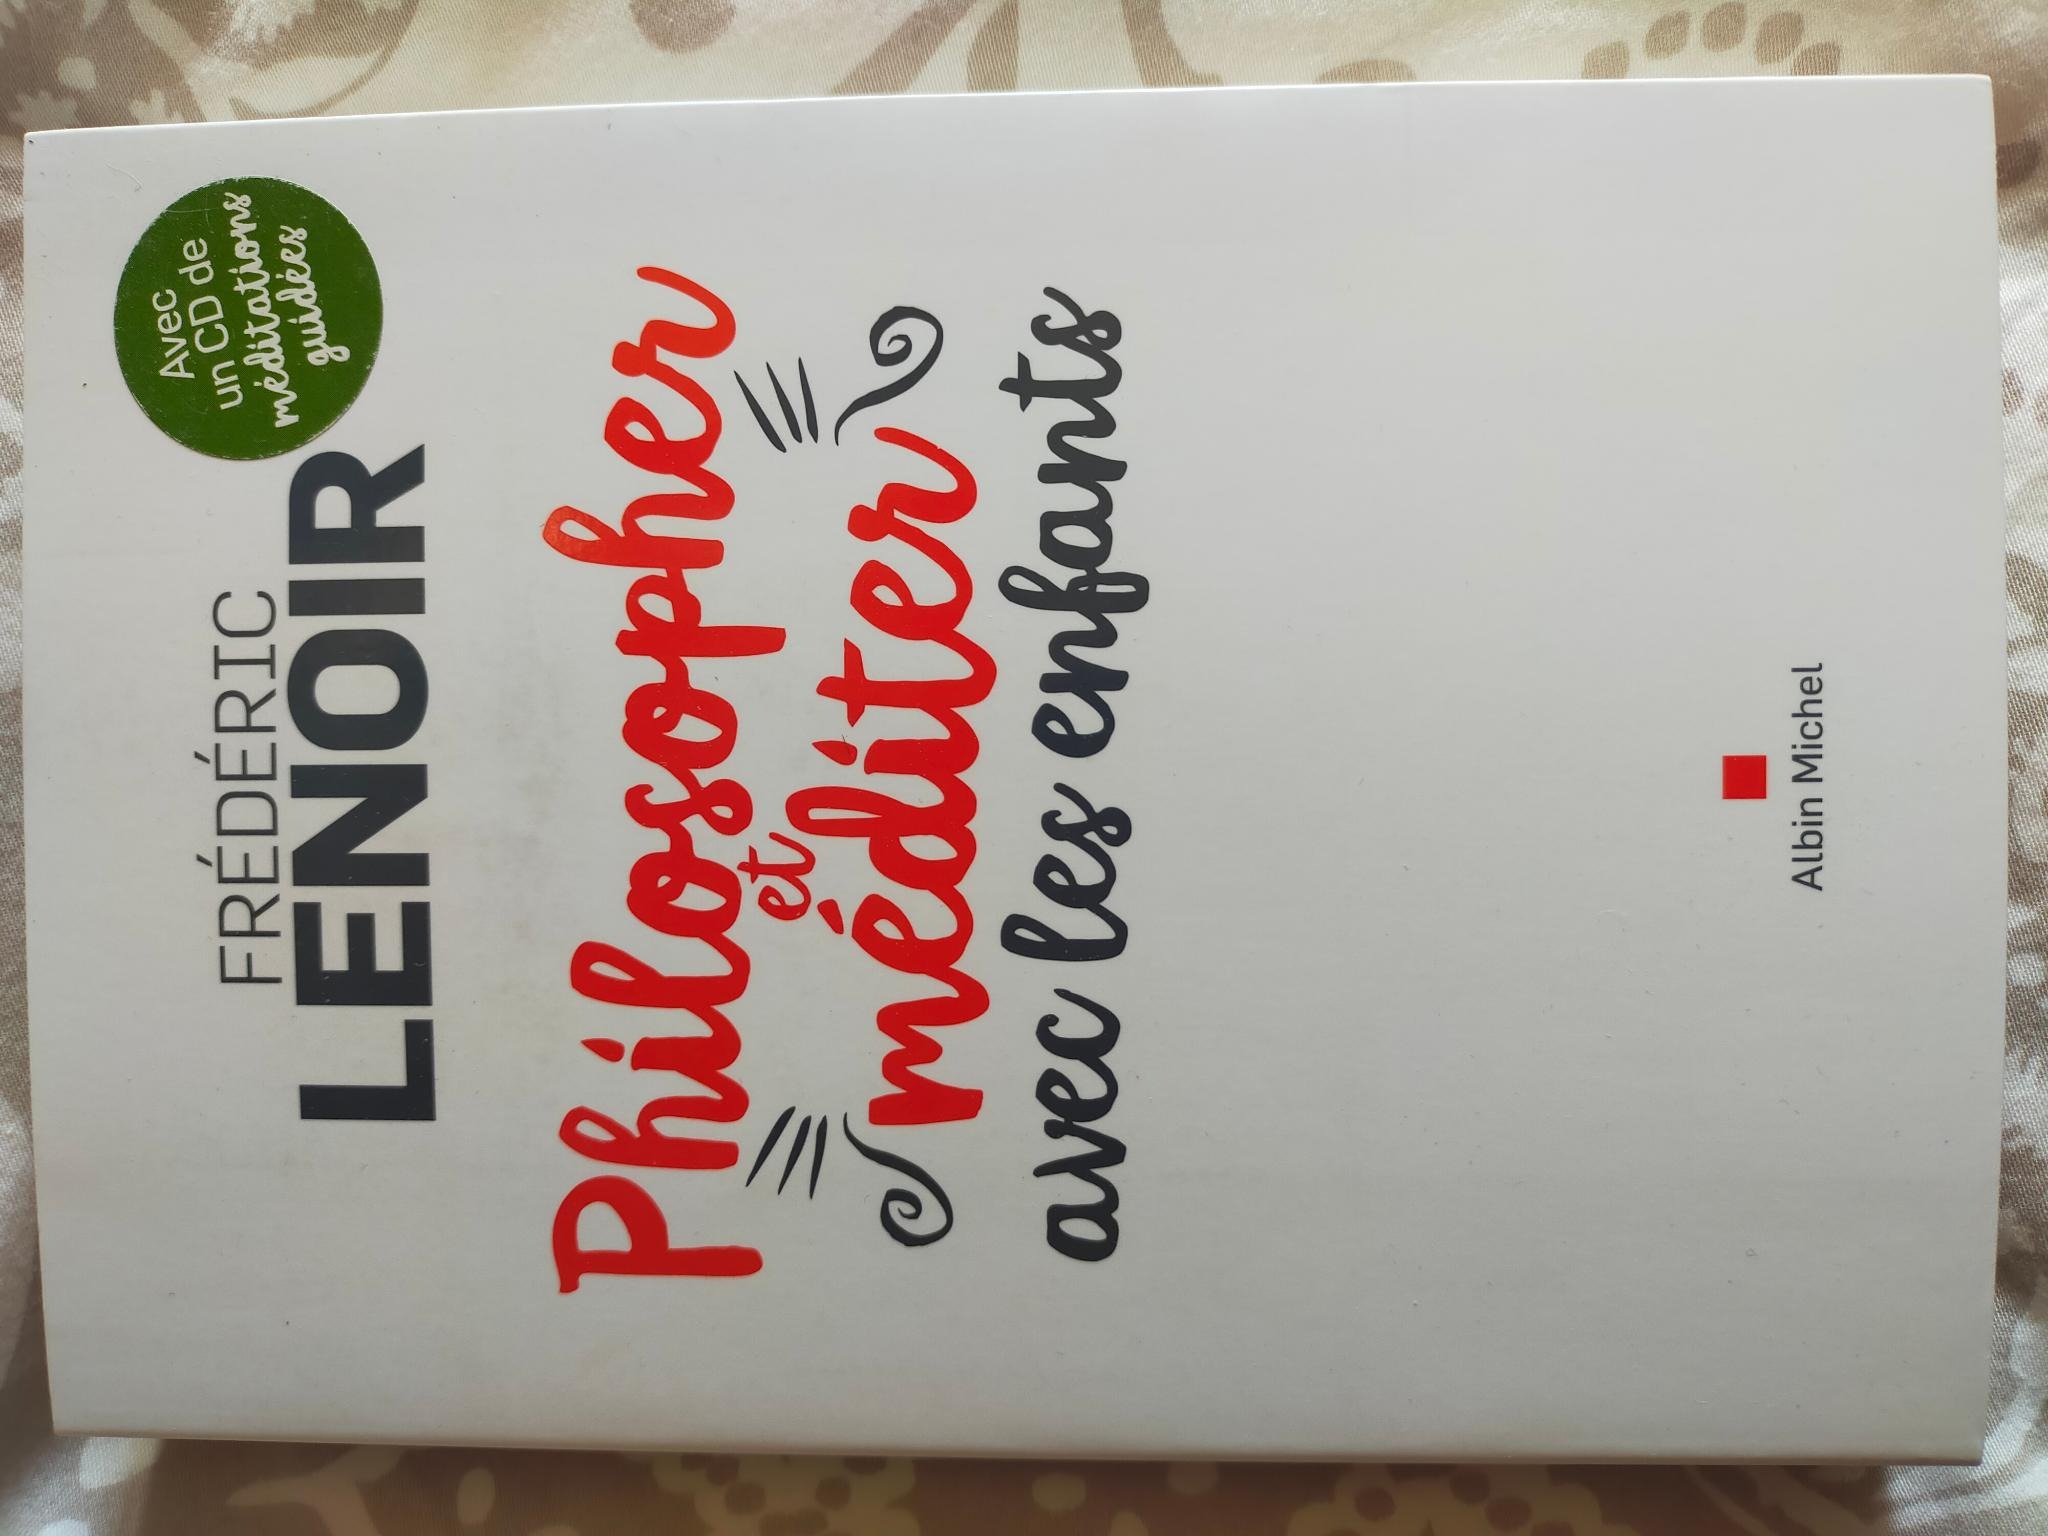 Avec
un CD de
méditations
guidées
FRÉDÉRIC
LENOIR
Philosopher
et
méditer
avec les enfants
Albin Michel